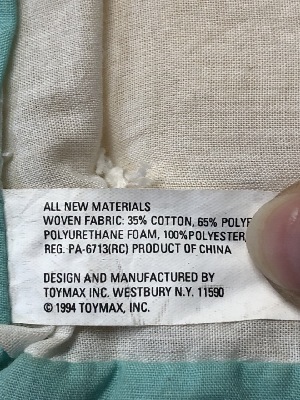 ALL NEW MATERIALS
WOVEN FABRIC: 35% COTTON, 65%
POLYURETHANE FOAM, 100%POLYESTER,
REG. PA-6713(RC) PRODUCT OF CHINA
DESIGN AND MANUFACTURED BY
TOYMAX INC. WESTBURY N.Y. 11590
© 1994 TOYMAX, INC.